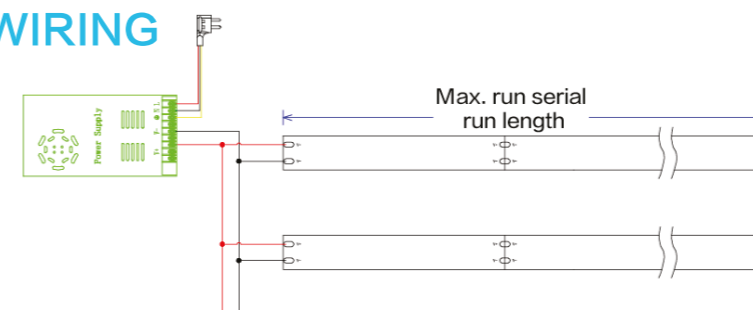 WIRING
Max. run serial
run length
Power Supply
L
V-
V+